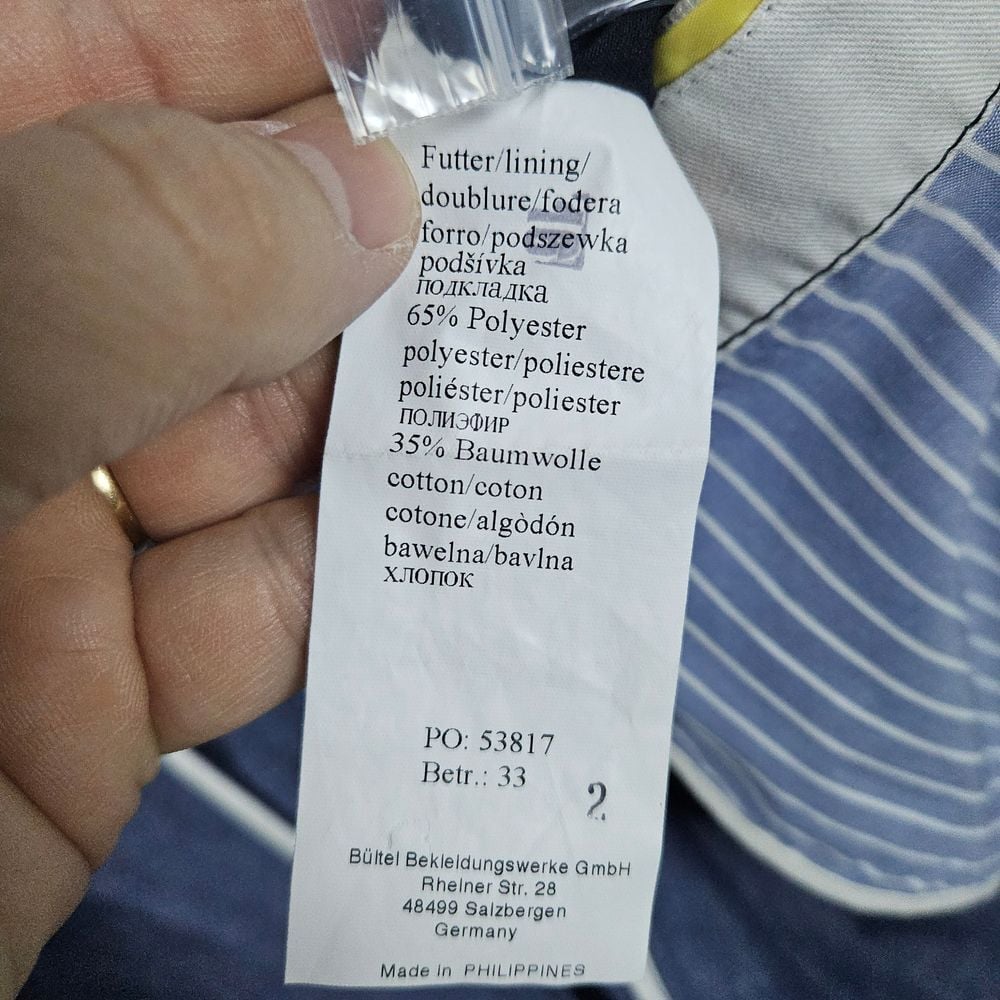 Futter/lining/
doublure/fodera
forro/podszewka
podšívka
подкладка
65% Polyester
polyester/poliestere
poliéster/poliester
полиэфир
35% Baumwolle
cotton/coton
cotone/algòdón
bawelna/bavlna
хлопок
PO: 53817
Betr.: 33
2
Bültel Bekleidungswerke GmbH
Rheiner Str. 28
48499 Salzbergen
Germany
Made in PHILIPPINES